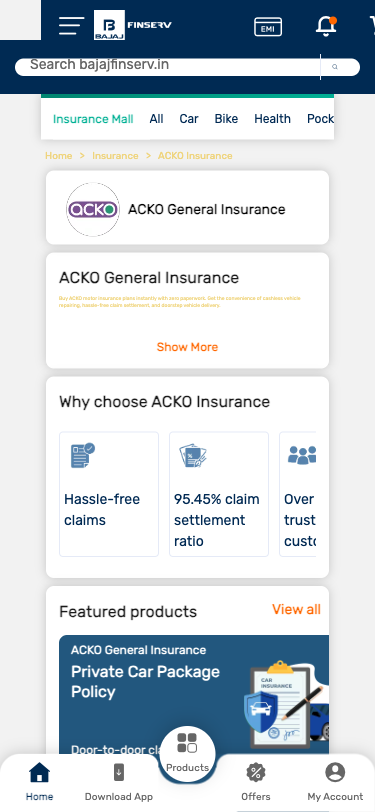 BAJAJ FINSERV
EMI
Search bajajfinserv.in
Insurance Mall All Car Bike Health Pock
Home > Insurance > ACKO Insurance
acko ACKO General Insurance
ACKO General Insurance
Buy ACKO motor insurance plans instantly with zero paperwork. Get the convenience of cashless vehicle
repairing, hassle-free claim settlement, and doorstep vehicle delivery.
Show More
Why choose ACKO Insurance
Hassle-free
claims
95.45% claim
settlement
ratio
Over
trust
custo
Featured products View all
ACKO General Insurance
Private Car Package
Policy
CAR
INSURANCE
Door-to-door cla
Products
Home Download App Offers My Account